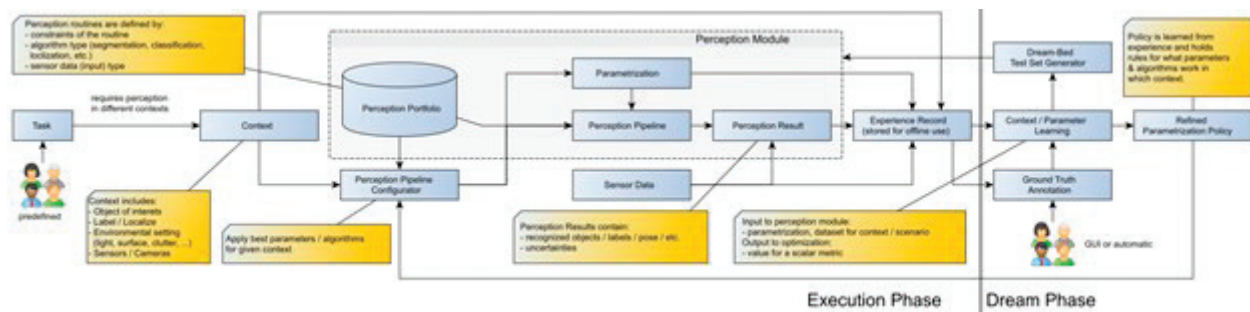 Perception routines are defined by:
- constraints of the routine
- algorithm type (segmentation, classification,
loclization, etc.)
- sensor data (input) type
Perception Module
Dream-Bed
Test Set Generator
Policy is learned from
experience and holds
rules for what parameters
& algorithms work in
which context.
requires perception
in different contexts
Parametrization
Perception Portfolio
Task
Context
Perception Pipeline
Perception Result
Experience Record
(stored for offline use)
Context / Parameter
Learning
Refined
Parametrization Policy
predefined
Perception Pipeline
Configurator
Sensor Data
Ground Truth
Annotation
Context includes:
- Object of interets
- Label / Localize
- Environmental setting
(light, surface, clutter, ...)
- Sensors / Cameras
Apply best parameters / algorithms
for given context
Perception Results contain:
- recognized objects / labels / pose / etc.
- uncertainties
Input to perception module:
- parametrization, dataset for context / scenario
Output to optimization;
- value for a scalar metric
GUI or automatic
Execution Phase
Dream Phase